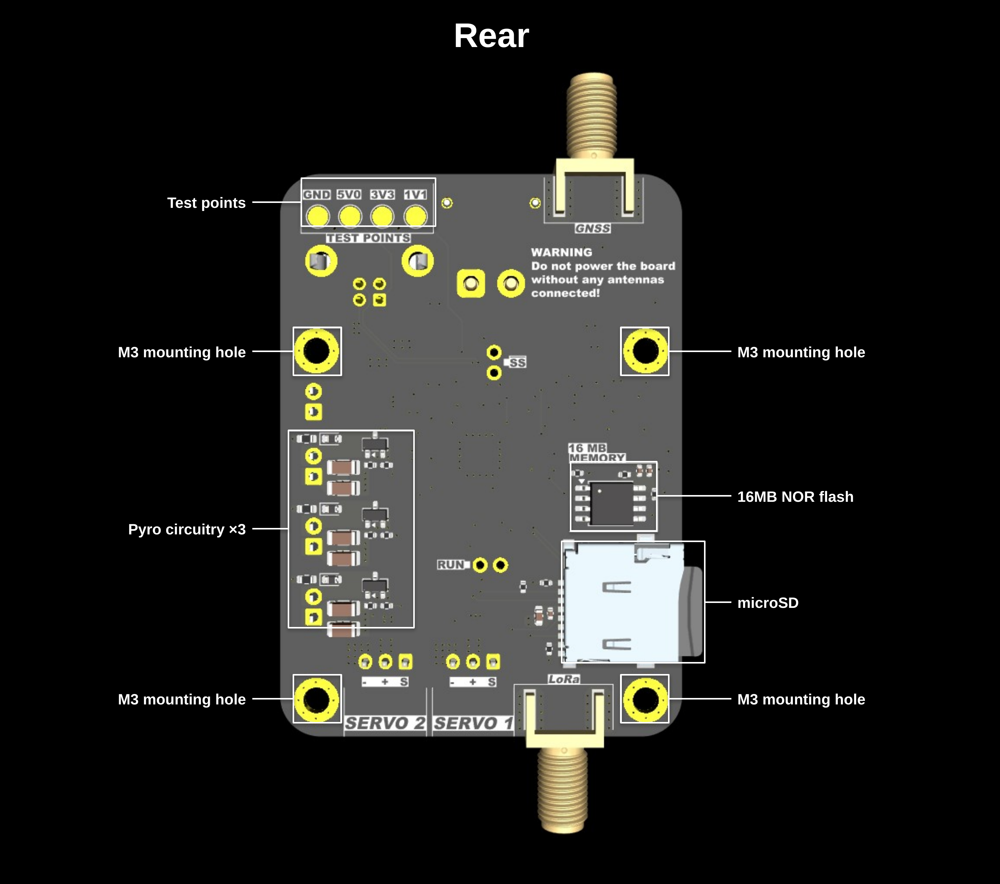 Rear
GND 5V0 3V3 1V1
Test points
TEST POINTS
GNSS
WARNING
Do not power the board
without any antennas
connected!
M3 mounting hole
M3 mounting hole
SS
16 MB
MEMORY
16MB NOR flash
Pyro circuitry ×3
RUN
microSD
- + S
- + S
LoRa
M3 mounting hole
M3 mounting hole
SERVO 2
SERVO 1